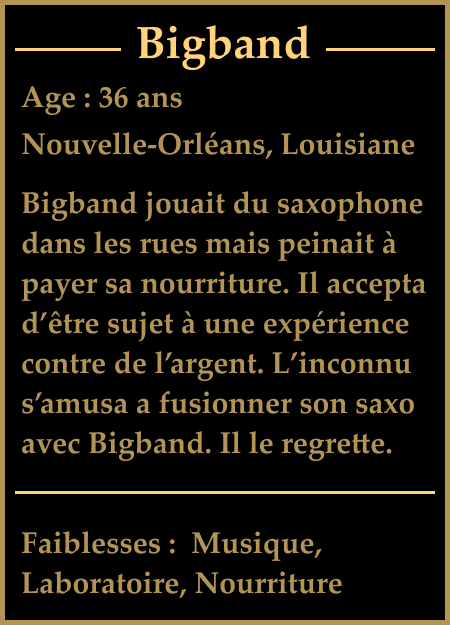 Bigband
Age : 36 ans
Nouvelle-Orléans, Louisiane
Bigband jouait du saxophone
dans les rues mais peinait à
payer sa nourriture. Il accepta
d’être sujet à une expérience
contre de l’argent. L’inconnu
s’amusa a fusionner son saxo
avec Bigband. Il le regrette.
Faiblesses :  Musique,
Laboratoire, Nourriture